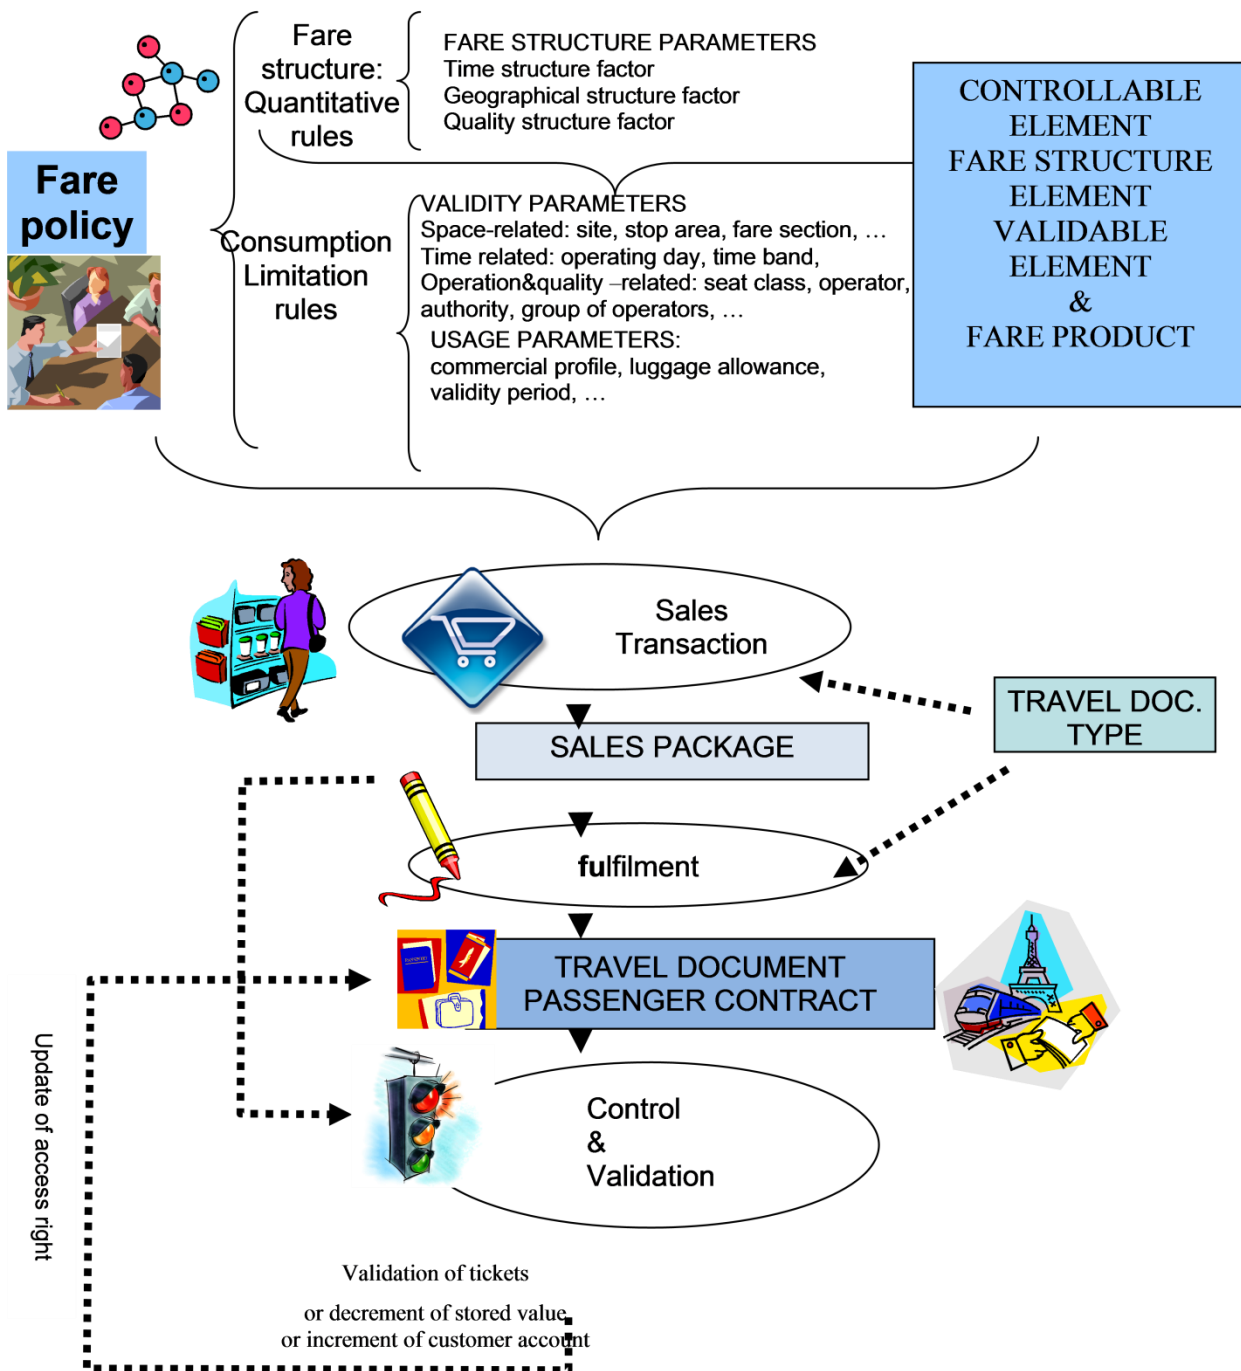 Fare
structure:
Quantitative
rules
FARE STRUCTURE PARAMETERS
Time structure factor
Geographical structure factor
Quality structure factor
CONTROLLABLE
ELEMENT
FARE STRUCTURE
ELEMENT
VALIDABLE
ELEMENT
&
FARE PRODUCT
Fare
policy
Consumption
Limitation
rules
VALIDITY PARAMETERS
Space-related: site, stop area, fare section, …
Time related: operating day, time band,
Operation&quality –related: seat class, operator,
authority, group of operators, …
USAGE PARAMETERS:
commercial profile, luggage allowance,
validity period, …
Sales
Transaction
TRAVEL DOC.
TYPE
SALES PACKAGE
fulfilment
TRAVEL DOCUMENT
PASSENGER CONTRACT
Control
&
Validation
Update of access right
Validation of tickets
or decrement of stored value
or increment of customer account